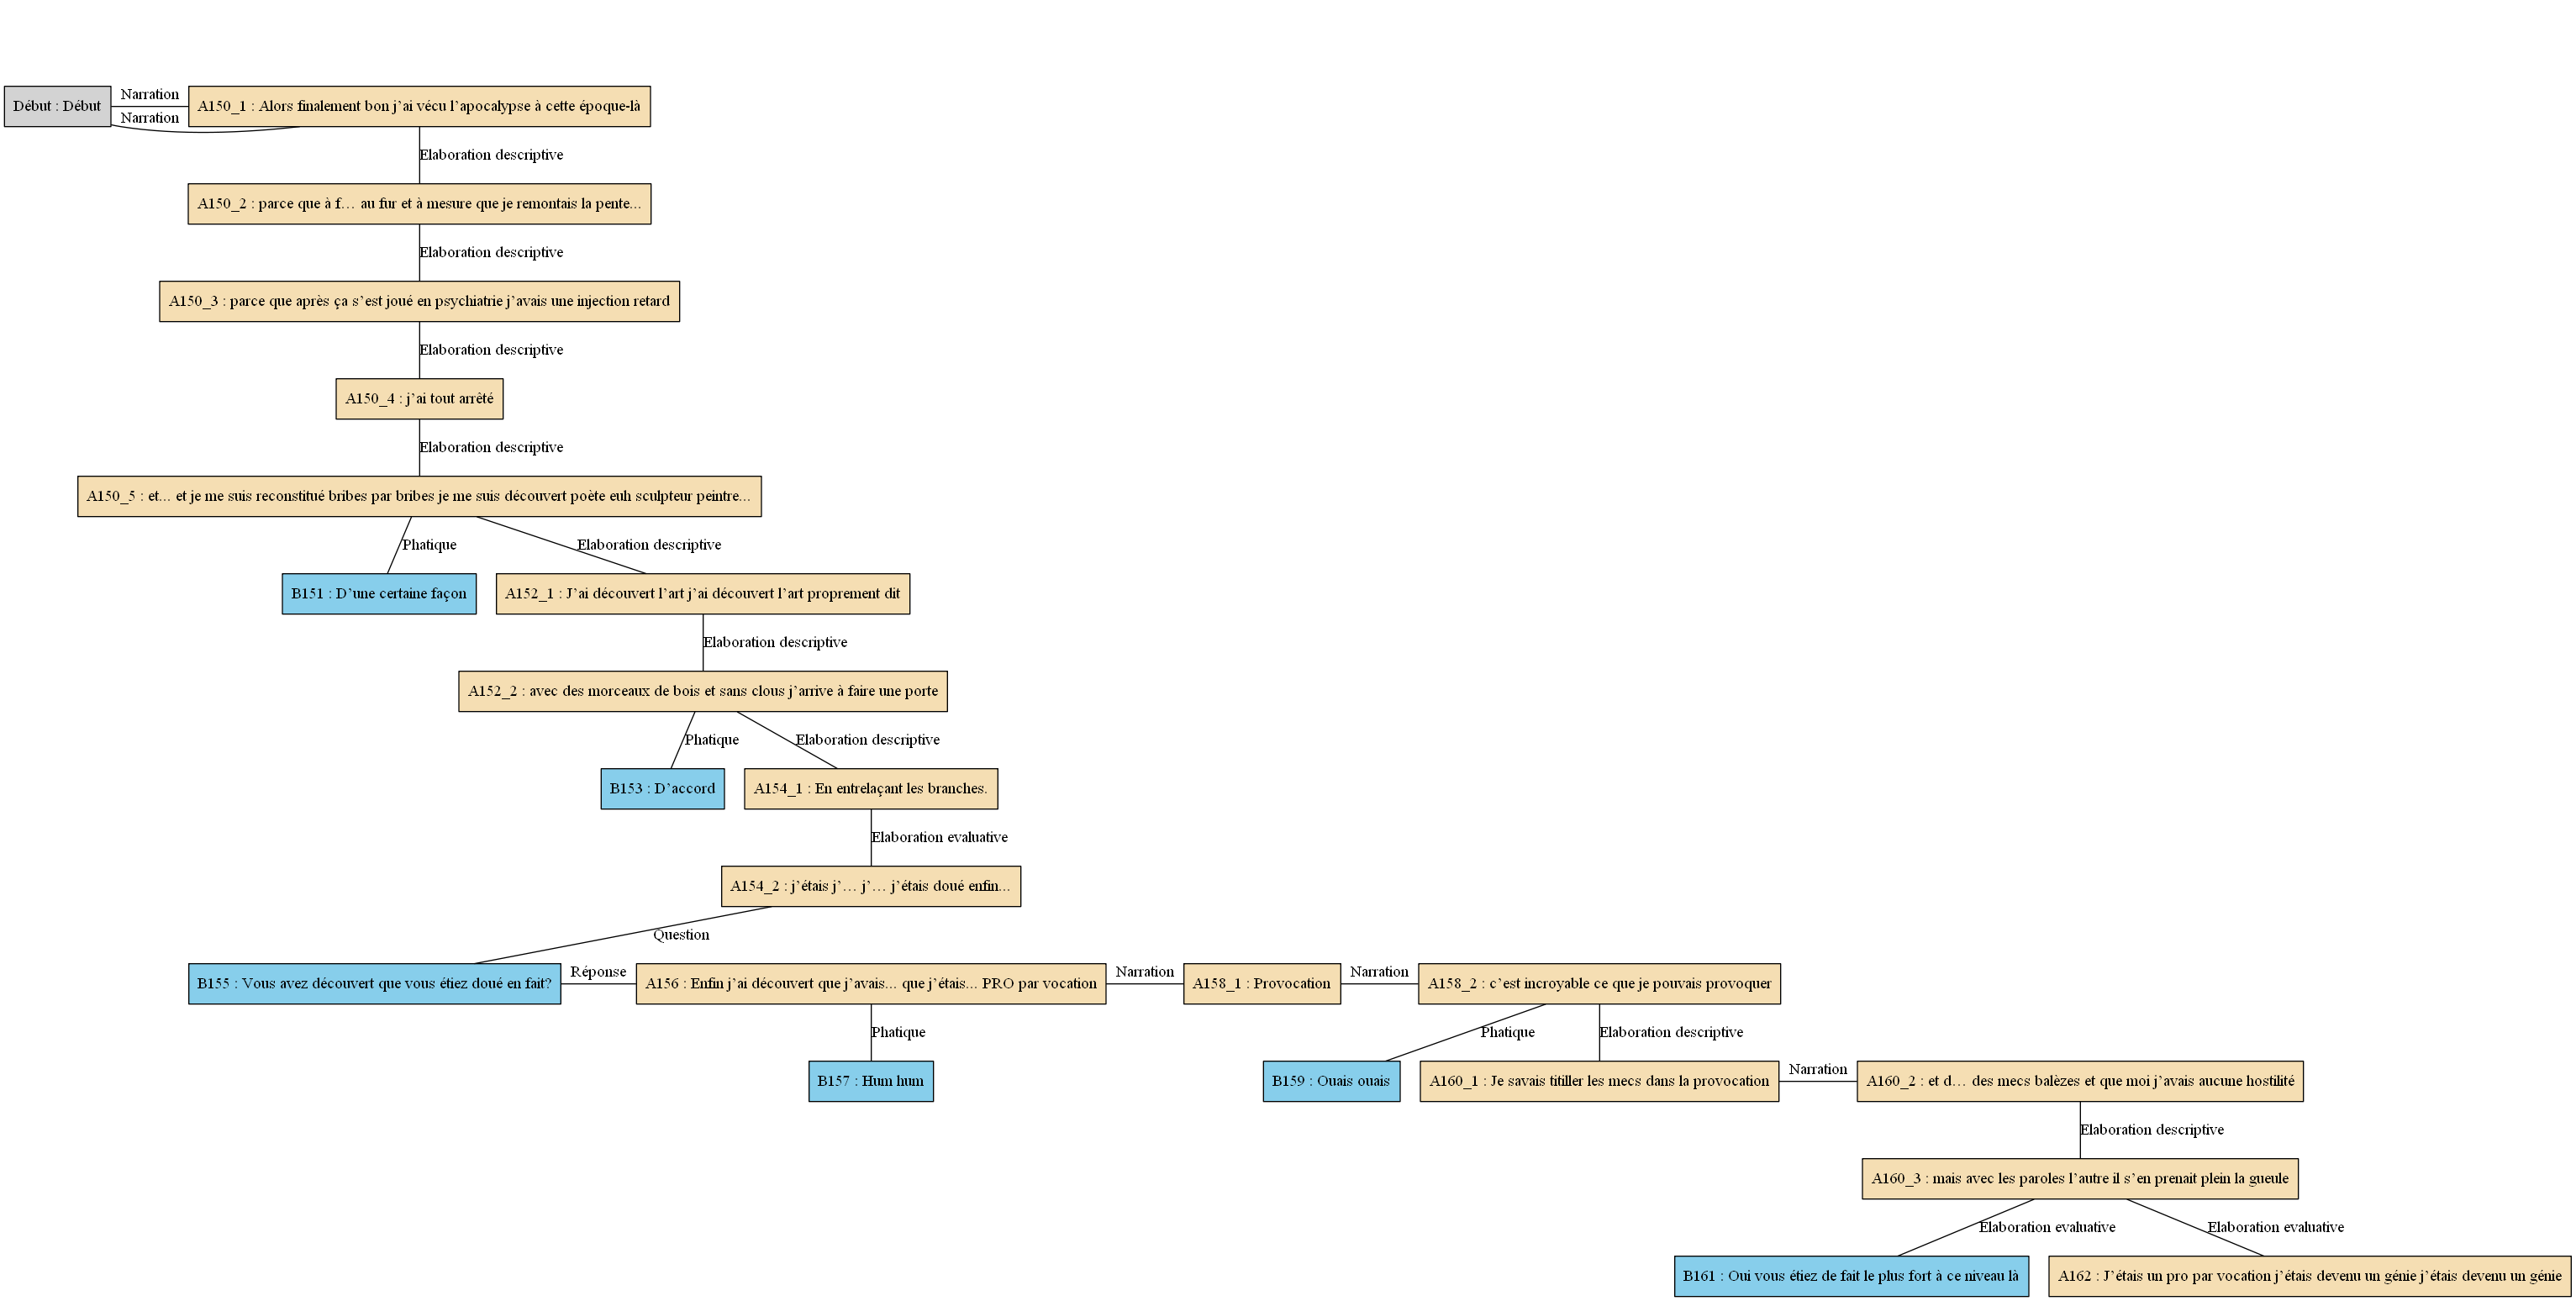 Narration
Début : Début
A150_1 : Alors finalement bon j’ai vécu l’apocalypse à cette époque-là
Narration
Elaboration descriptive
A150_2 : parce que à f… au fur et à mesure que je remontais la pente...
Elaboration descriptive
A150_3 : parce que après ça s’est joué en psychiatrie j’avais une injection retard
Elaboration descriptive
A150_4 : j’ai tout arrêté
Elaboration descriptive
A150_5 : et... et je me suis reconstitué bribes par bribes je me suis découvert poète euh sculpteur peintre...
Phatique
Elaboration descriptive
B151 : D’une certaine façon
A152_1 : J’ai découvert l’art j’ai découvert l’art proprement dit
Elaboration descriptive
A152_2 : avec des morceaux de bois et sans clous j’arrive à faire une porte
Phatique
Elaboration descriptive
B153 : D’accord
A154_1 : En entrelaçant les branches.
Elaboration evaluative
A154_2 : j’étais j’… j’… j’étais doué enfin...
Question
B155 : Vous avez découvert que vous étiez doué en fait?
Réponse
A156 : Enfin j’ai découvert que j’avais... que j’étais... PRO par vocation
Narration
A158_1 : Provocation
Narration
A158_2 : c’est incroyable ce que je pouvais provoquer
Phatique
Phatique
Elaboration descriptive
B157 : Hum hum
B159 : Ouais ouais
A160_1 : Je savais titiller les mecs dans la provocation
Narration
A160_2 : et d… des mecs balèzes et que moi j’avais aucune hostilité
Elaboration descriptive
A160_3 : mais avec les paroles l’autre il s’en prenait plein la gueule
Elaboration evaluative
Elaboration evaluative
B161 : Oui vous étiez de fait le plus fort à ce niveau là
A162 : J’étais un pro par vocation j’étais devenu un génie j’étais devenu un génie